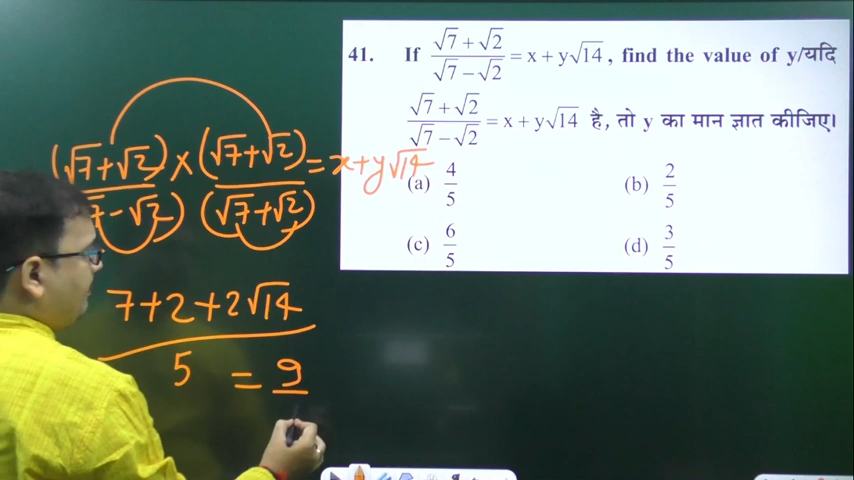 41. If (√7 + √2)/(√7 − √2) = x + y√14, find the value of y/यदि
(√7 + √2)/(√7 − √2) = x + y√14 है, तो y का मान ज्ञात कीजिए।
(a) 4/5 (b) 2/5
(c) 6/5 (d) 3/5
(√7+√2)/(√7-√2) × (√7+√2)/(√7+√2) = x+y√14
(7+2+2√14)/5 = 9